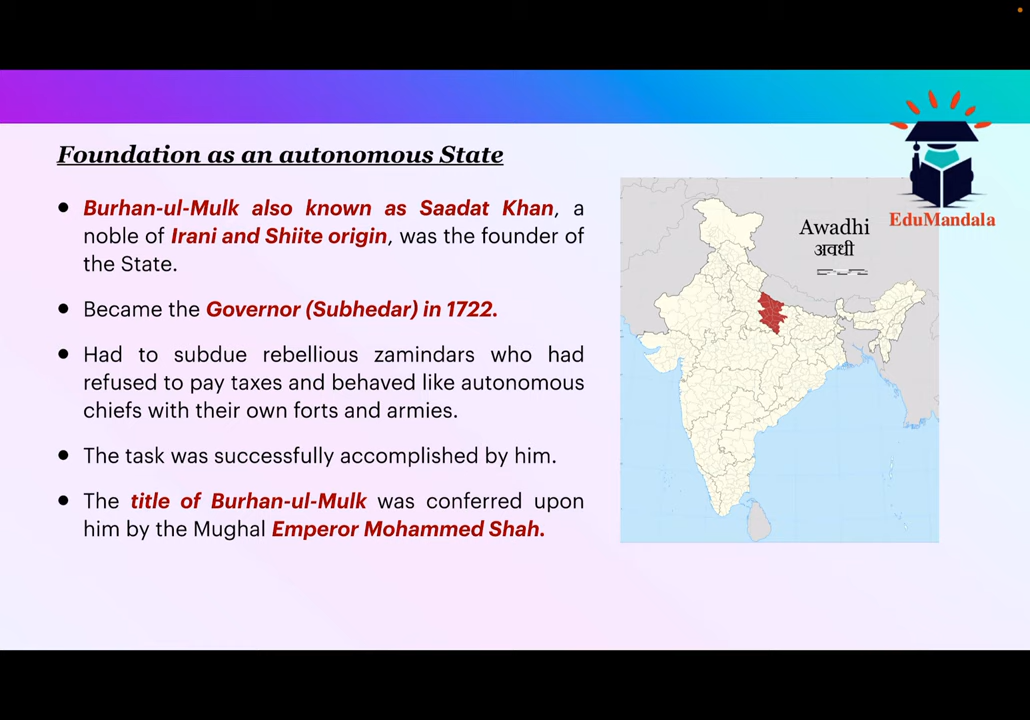 Foundation as an autonomous State
EduMandala
• Burhan-ul-Mulk also known as Saadat Khan, a
noble of Irani and Shiite origin, was the founder of
the State.
• Became the Governor (Subhedar) in 1722.
• Had to subdue rebellious zamindars who had
refused to pay taxes and behaved like autonomous
chiefs with their own forts and armies.
• The task was successfully accomplished by him.
• The title of Burhan-ul-Mulk was conferred upon
him by the Mughal Emperor Mohammed Shah.
Awadhi
अवधी